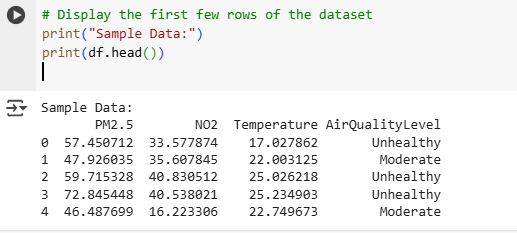 # Display the first few rows of the dataset
print("Sample Data:")
print(df.head())
Sample Data:
PM2.5 NO2 Temperature AirQualityLevel
0 57.450712 33.577874 17.027862 Unhealthy
1 47.926035 35.607845 22.003125 Moderate
2 59.715328 40.830512 25.026218 Unhealthy
3 72.845448 40.538021 25.234903 Unhealthy
4 46.487699 16.223306 22.749673 Moderate